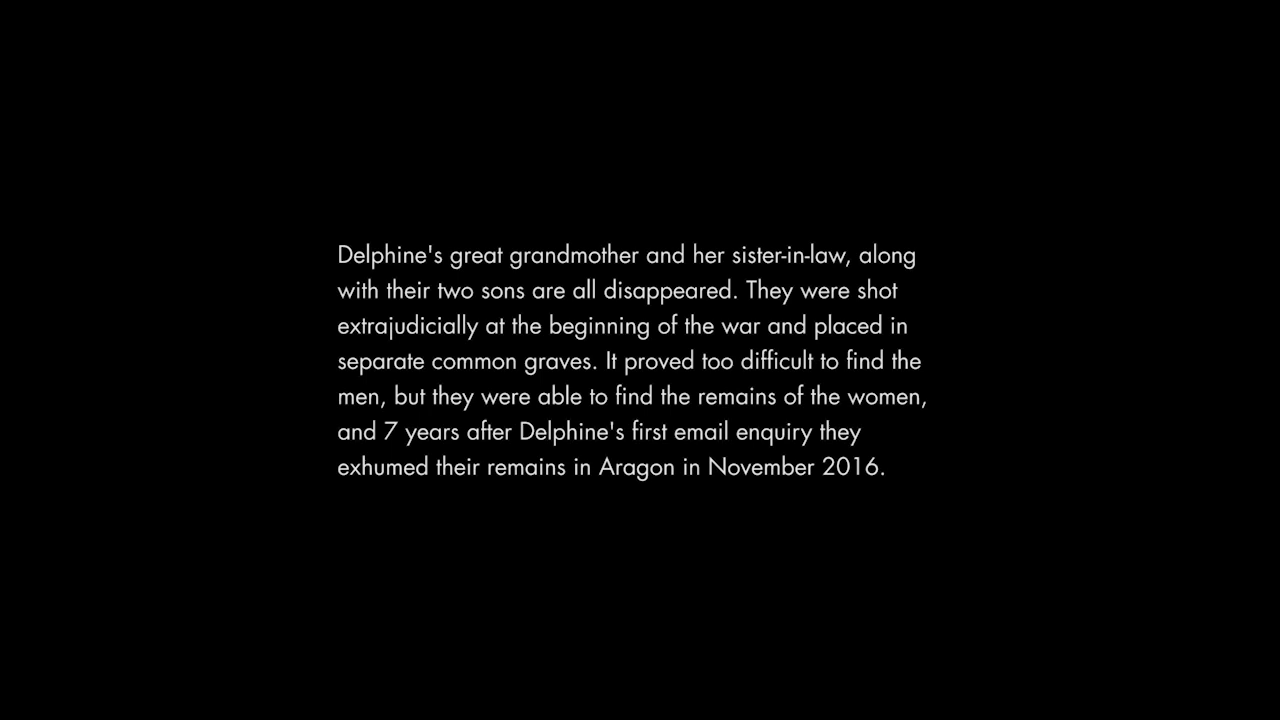 Delphine's great grandmother and her sister-in-law, along
with their two sons are all disappeared. They were shot
extrajudicially at the beginning of the war and placed in
separate common graves. It proved too difficult to find the
men, but they were able to find the remains of the women,
and 7 years after Delphine's first email enquiry they
exhumed their remains in Aragon in November 2016.